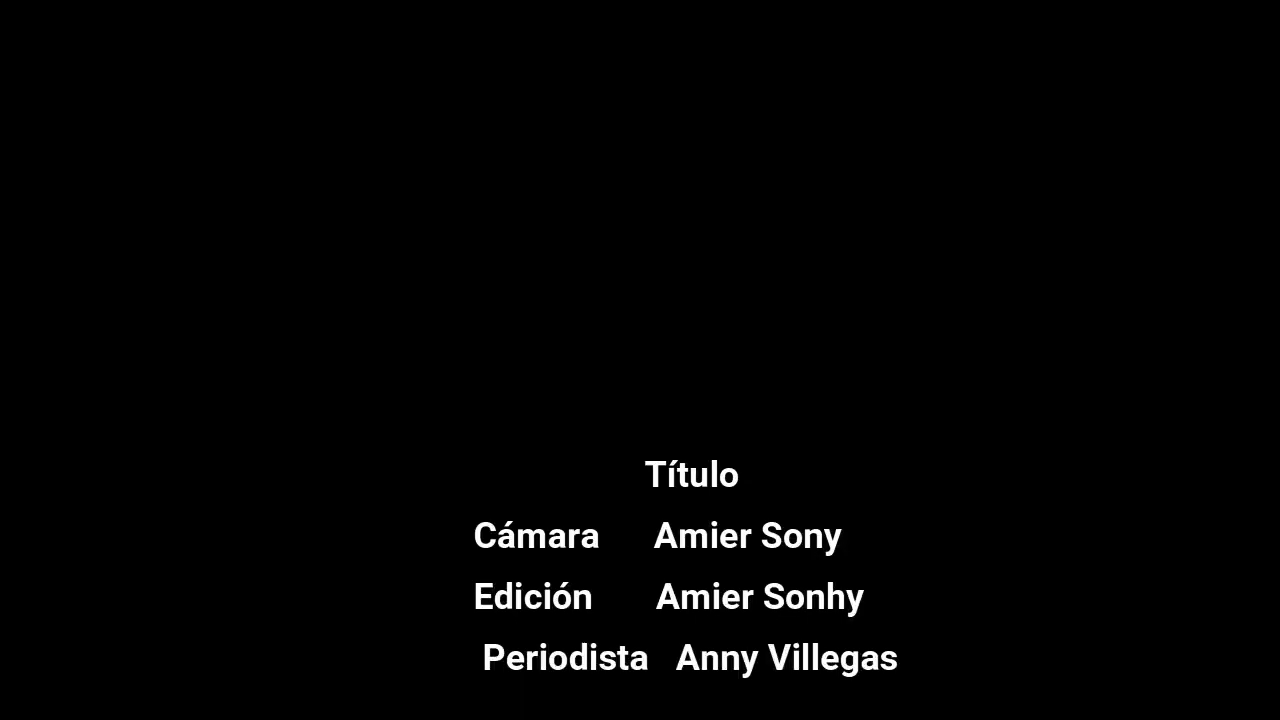 Título
Cámara Amier Sony
Edición Amier Sonhy
Periodista Anny Villegas